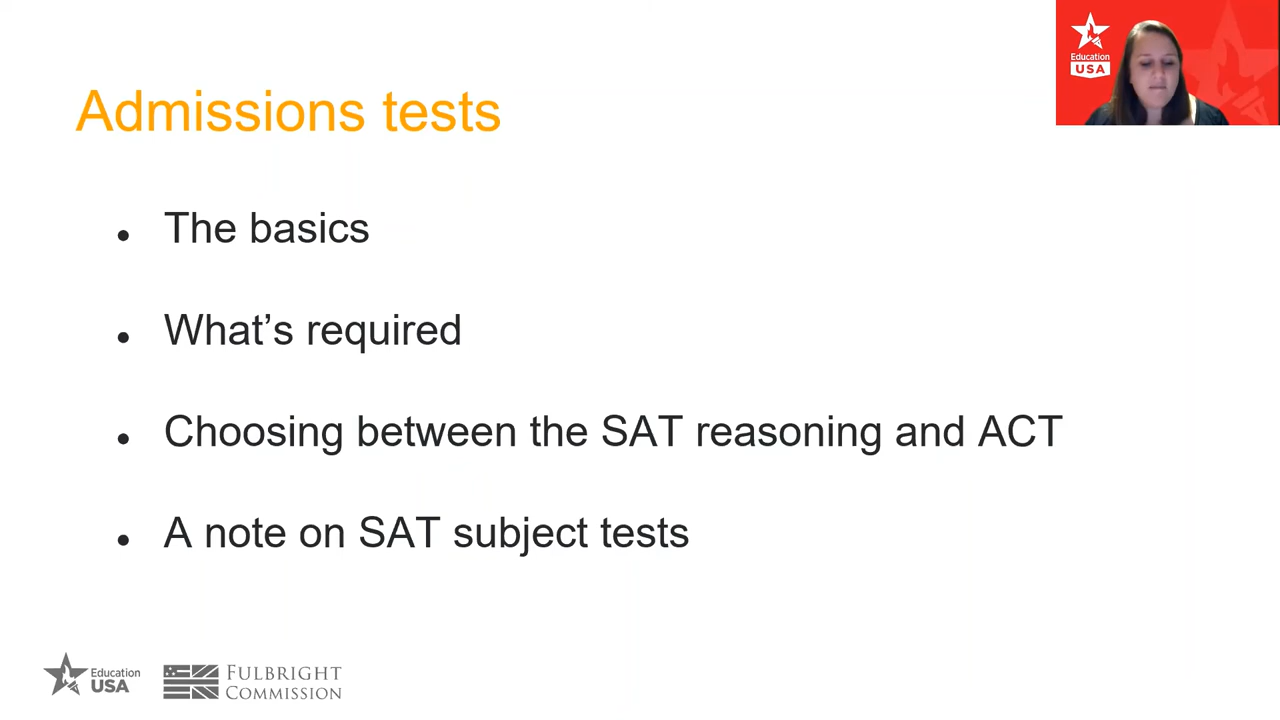 Education
USA
Admissions tests
The basics
What’s required
Choosing between the SAT reasoning and ACT
A note on SAT subject tests
Education
USA
FULBRIGHT
COMMISSION